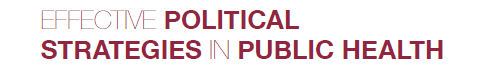 EFFECTIVE POLITICAL
STRATEGIES IN PUBLIC HEALTH